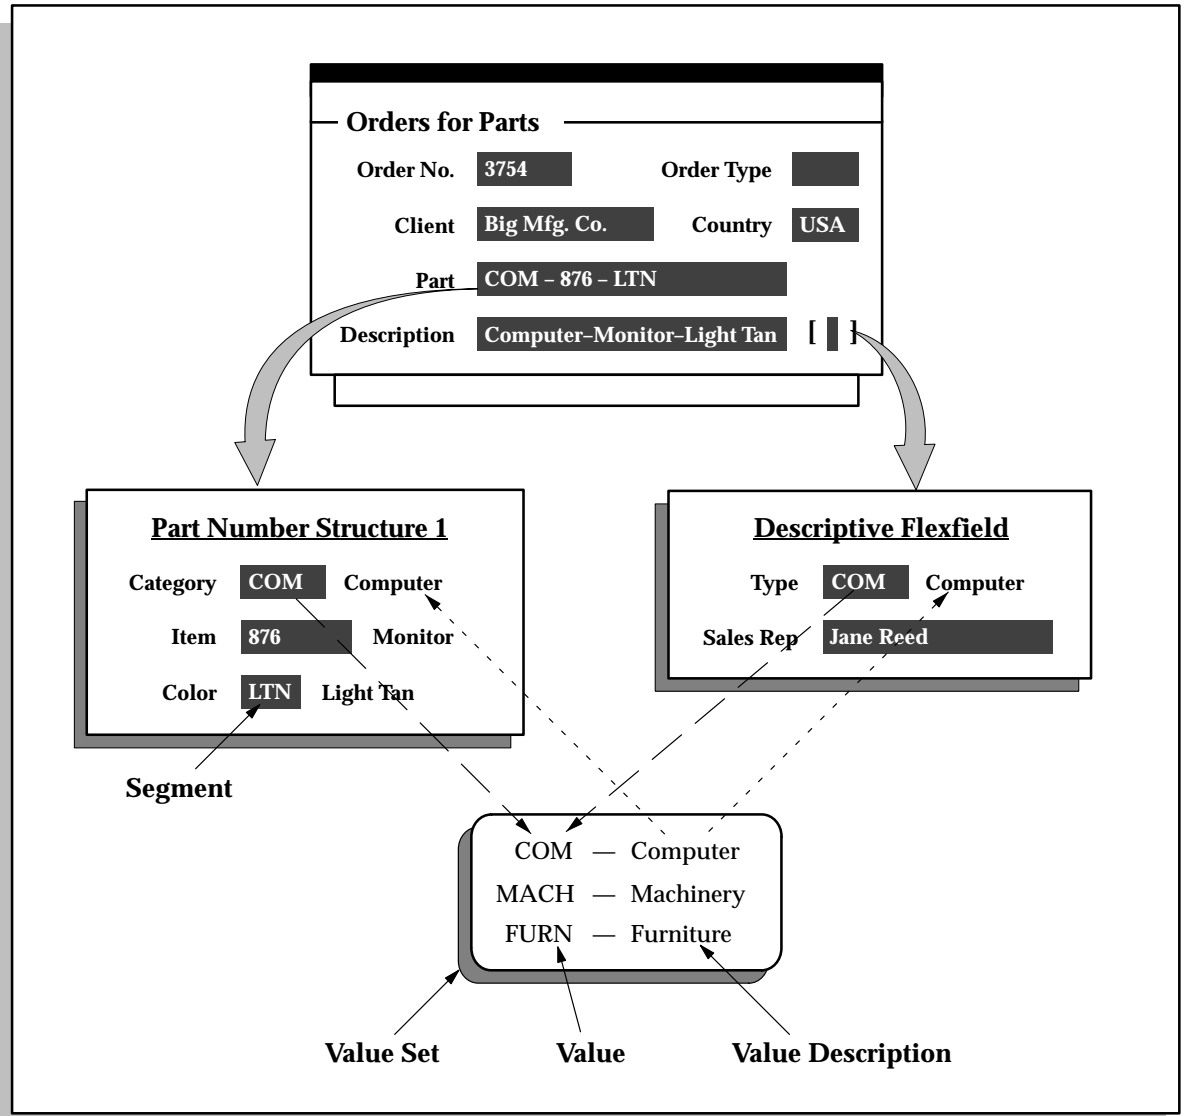 Orders for Parts
Order No. 3754 Order Type
Client Big Mfg. Co. Country USA
Part COM – 876 – LTN
Description Computer–Monitor–Light Tan [ ]
Part Number Structure 1
Category COM Computer
Item 876 Monitor
Color LTN Light Tan
Segment
Descriptive Flexfield
Type COM Computer
Sales Rep Jane Reed
COM — Computer
MACH — Machinery
FURN — Furniture
Value Set Value Value Description